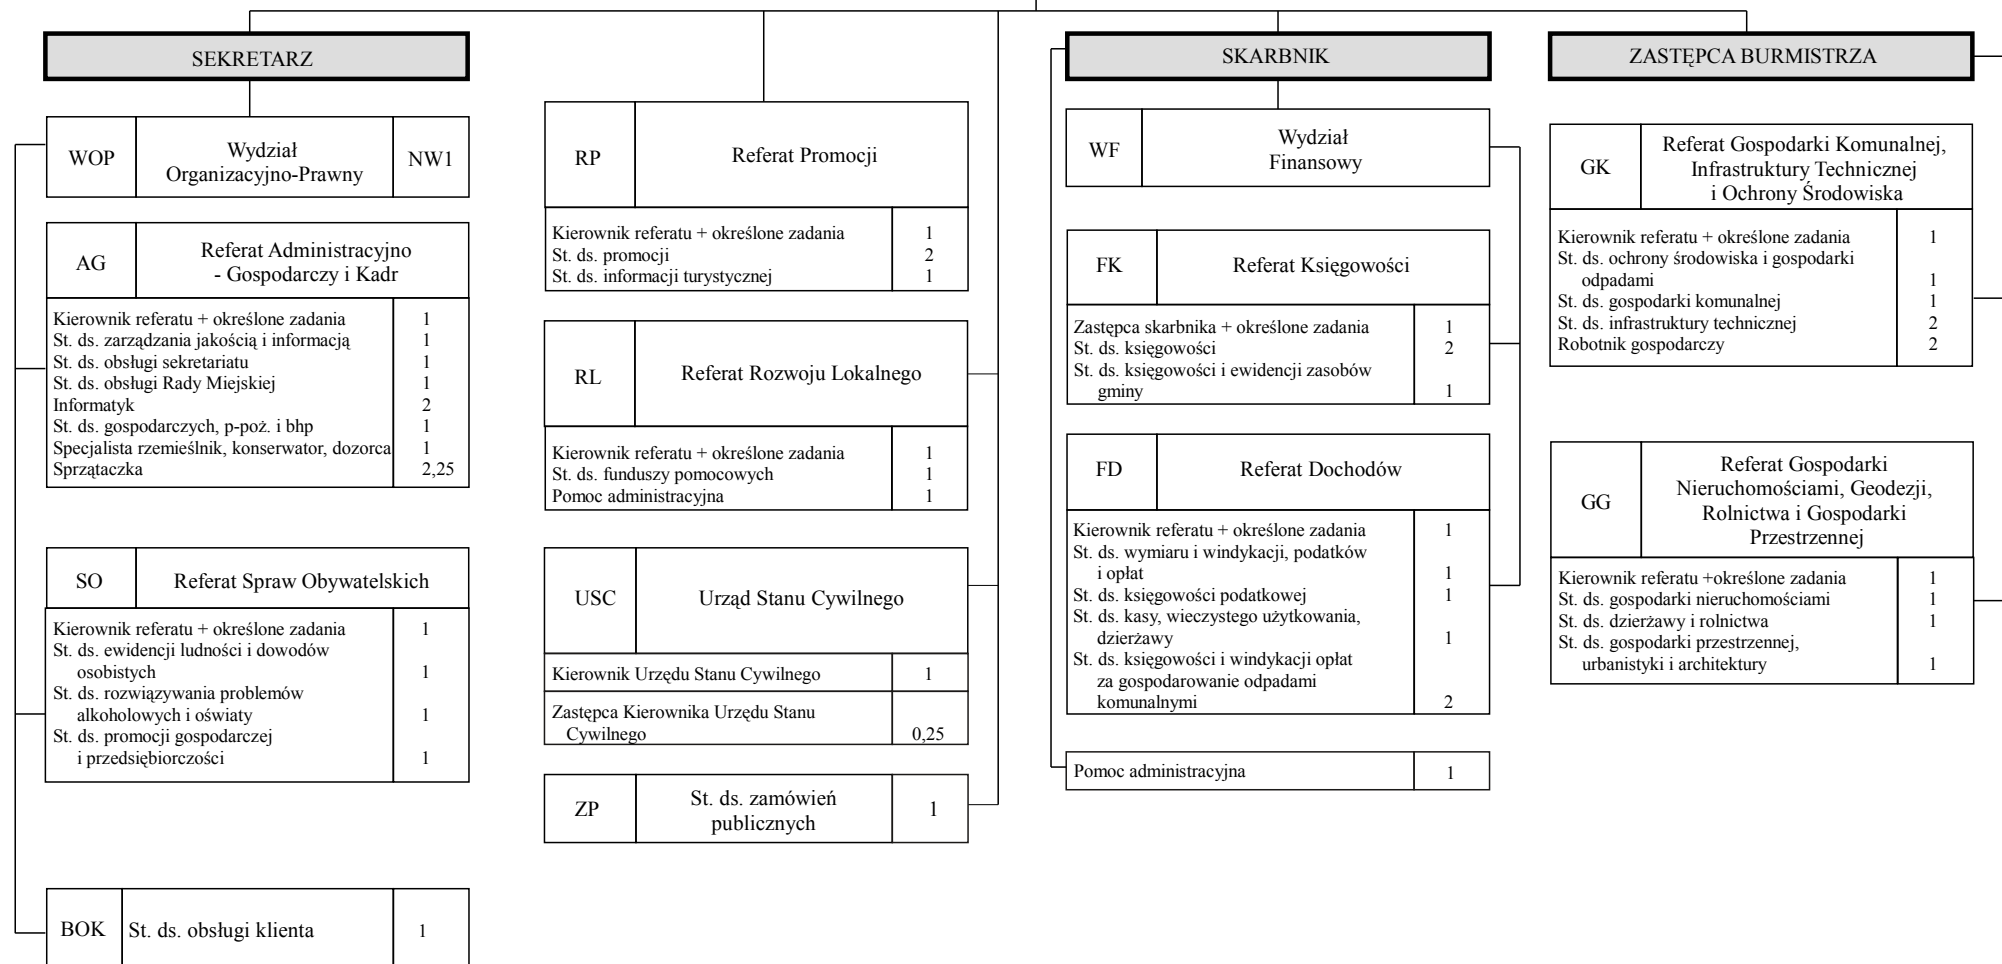 SEKRETARZ
WOP
Wydział
Organizacyjno-Prawny
NW1
AG
Referat Administracyjno
- Gospodarczy i Kadr
Kierownik referatu + określone zadania 1
St. ds. zarządzania jakością i informacją 1
St. ds. obsługi sekretariatu 1
St. ds. obsługi Rady Miejskiej 1
Informatyk 2
St. ds. gospodarczych, p-poż. i bhp 1
Specjalista rzemieślnik, konserwator, dozorca 1
Sprzątaczka 2,25
SO
Referat Spraw Obywatelskich
Kierownik referatu + określone zadania 1
St. ds. ewidencji ludności i dowodów
osobistych 1
St. ds. rozwiązywania problemów
alkoholowych i oświaty 1
St. ds. promocji gospodarczej
i przedsiębiorczości 1
BOK
St. ds. obsługi klienta 1
RP
Referat Promocji
Kierownik referatu + określone zadania 1
St. ds. promocji 2
St. ds. informacji turystycznej 1
RL
Referat Rozwoju Lokalnego
Kierownik referatu + określone zadania 1
St. ds. funduszy pomocowych 1
Pomoc administracyjna 1
USC
Urząd Stanu Cywilnego
Kierownik Urzędu Stanu Cywilnego 1
Zastępca Kierownika Urzędu Stanu
Cywilnego 0,25
ZP
St. ds. zamówień
publicznych
1
SKARBNIK
WF
Wydział
Finansowy
FK
Referat Księgowości
Zastępca skarbnika + określone zadania 1
St. ds. księgowości 2
St. ds. księgowości i ewidencji zasobów
gminy 1
FD
Referat Dochodów
Kierownik referatu + określone zadania 1
St. ds. wymiaru i windykacji, podatków
i opłat 1
St. ds. księgowości podatkowej 1
St. ds. kasy, wieczystego użytkowania,
dzierżawy 1
St. ds. księgowości i windykacji opłat
za gospodarowanie odpadami
komunalnymi 2
Pomoc administracyjna 1
ZASTĘPCA BURMISTRZA
GK
Referat Gospodarki Komunalnej,
Infrastruktury Technicznej
i Ochrony Środowiska
Kierownik referatu + określone zadania 1
St. ds. ochrony środowiska i gospodarki
odpadami 1
St. ds. gospodarki komunalnej 1
St. ds. infrastruktury technicznej 2
Robotnik gospodarczy 2
GG
Referat Gospodarki
Nieruchomościami, Geodezji,
Rolnictwa i Gospodarki
Przestrzennej
Kierownik referatu +określone zadania 1
St. ds. gospodarki nieruchomościami 1
St. ds. dzierżawy i rolnictwa 1
St. ds. gospodarki przestrzennej,
urbanistyki i architektury 1